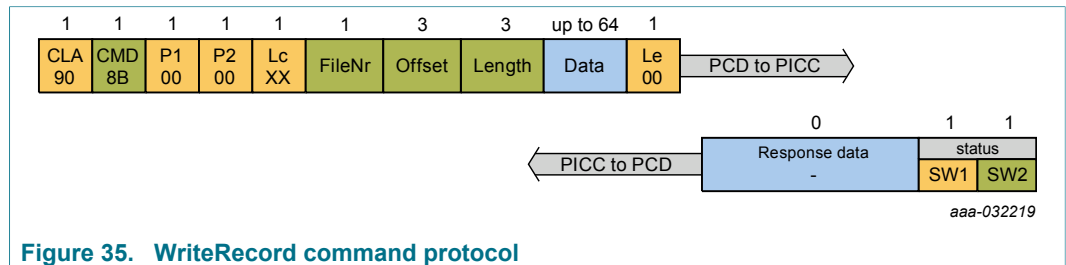 1 1 1 1 1 1 3 3 up to 64 1
CLA CMD P1 P2 Lc FileNr Offset Length Data Le PCD to PICC
90 8B 00 00 XX 00
0 1 1
PICC to PCD Response data status
- SW1 SW2
aaa-032219
Figure 35. WriteRecord command protocol